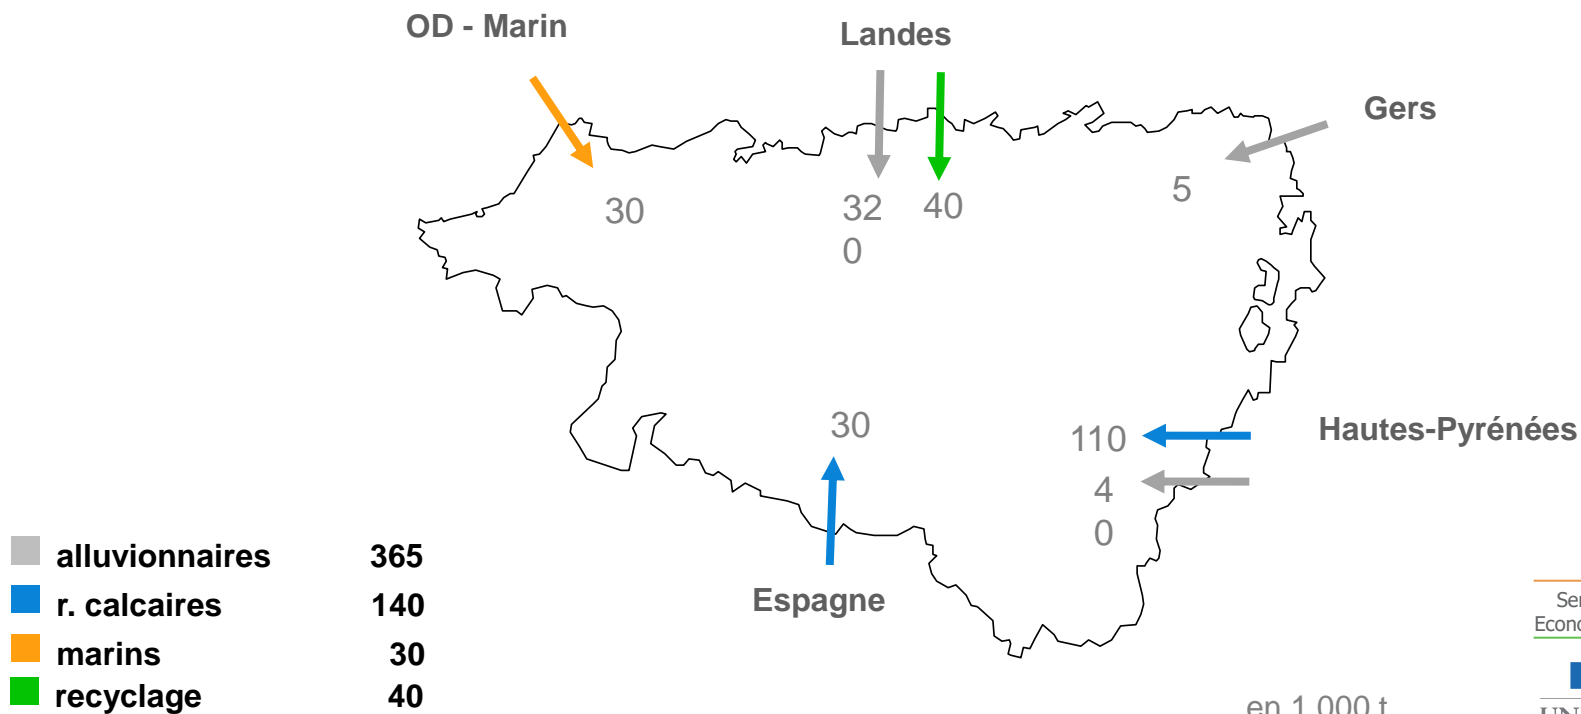 OD - Marin
Landes
Gers
30
32
0
40
5
30
110
Hautes-Pyrénées
4
0
Espagne
alluvionnaires 365
r. calcaires 140
marins 30
recyclage 40
en 1 000 t